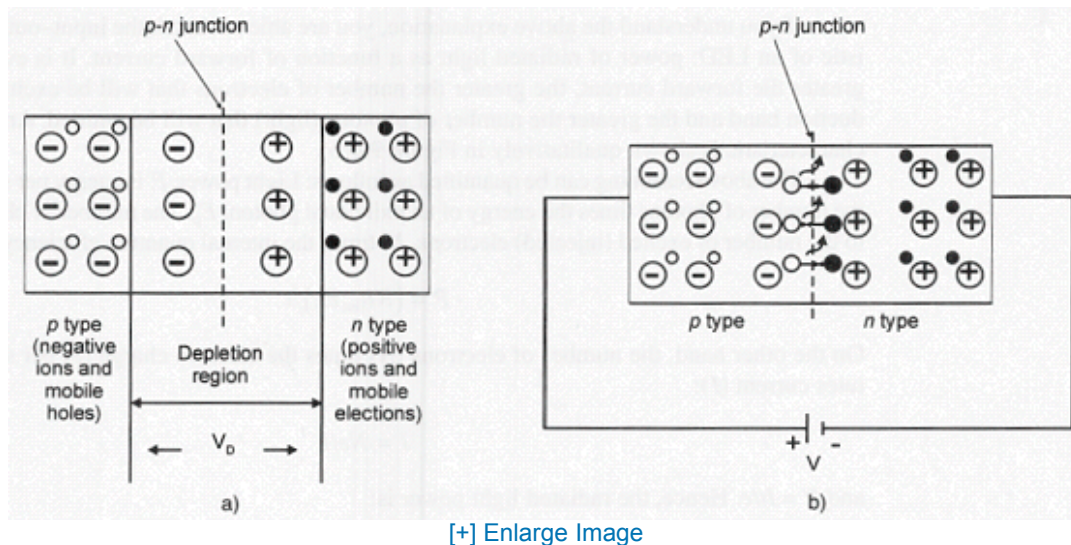 p-n junction
p type
(negative
ions and
mobile
holes)
Depletion
region
n type
(positive
ions and
mobile
elections)
V_D
a)
p-n junction
p type
n type
+ -
V
b)
[+] Enlarge Image